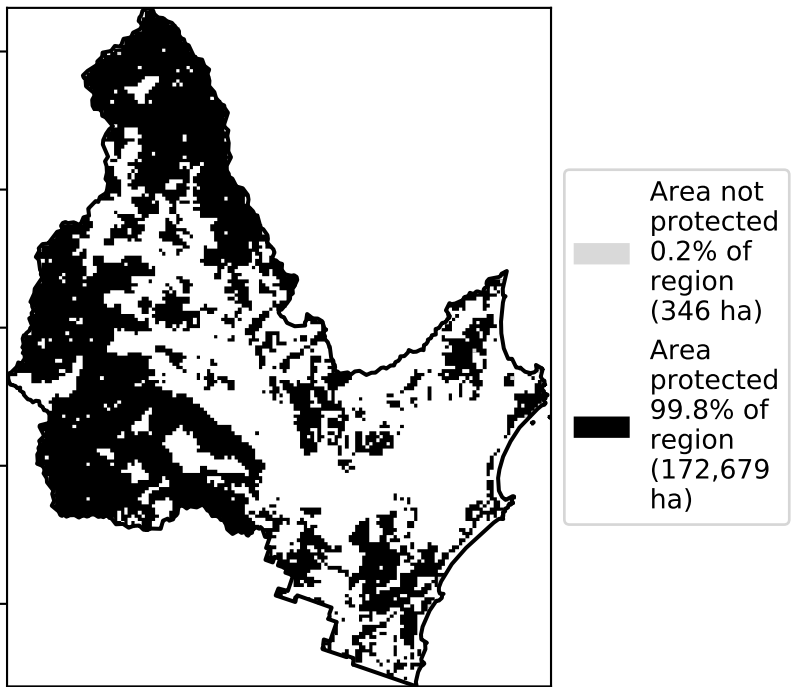 Area not
protected
0.2% of
region
(346 ha)
Area
protected
99.8% of
region
(172,679
ha)